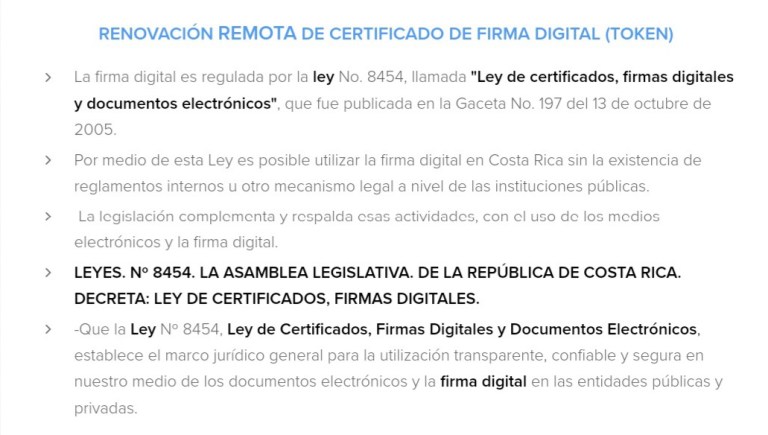 RENOVACIÓN REMOTA DE CERTIFICADO DE FIRMA DIGITAL (TOKEN)
La firma digital es regulada por la ley No. 8454, llamada "Ley de certificados, firmas digitales
y documentos electrónicos", que fue publicada en la Gaceta No. 197 del 13 de octubre de
2005.
Por medio de esta Ley es posible utilizar la firma digital en Costa Rica sin la existencia de
reglamentos internos u otro mecanismo legal a nivel de las instituciones públicas.
La legislación complementa y respalda esas actividades, con el uso de los medios
electrónicos y la firma digital.
LEYES. Nº 8454. LA ASAMBLEA LEGISLATIVA. DE LA REPÚBLICA DE COSTA RICA.
DECRETA: LEY DE CERTIFICADOS, FIRMAS DIGITALES.
-Que la Ley Nº 8454, Ley de Certificados, Firmas Digitales y Documentos Electrónicos,
establece el marco jurídico general para la utilización transparente, confiable y segura en
nuestro medio de los documentos electrónicos y la firma digital en las entidades públicas y
privadas.